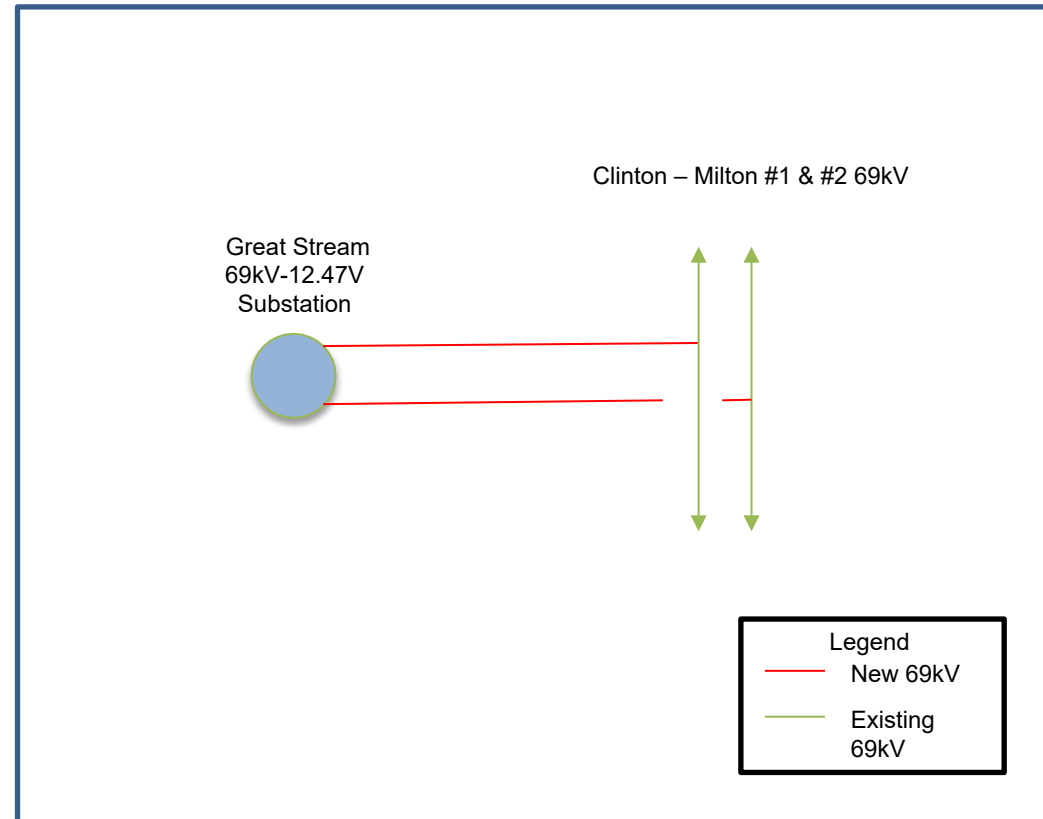 Clinton – Milton #1 & #2 69kV
Great Stream
69kV-12.47V
Substation
Legend
New 69kV
Existing
69kV